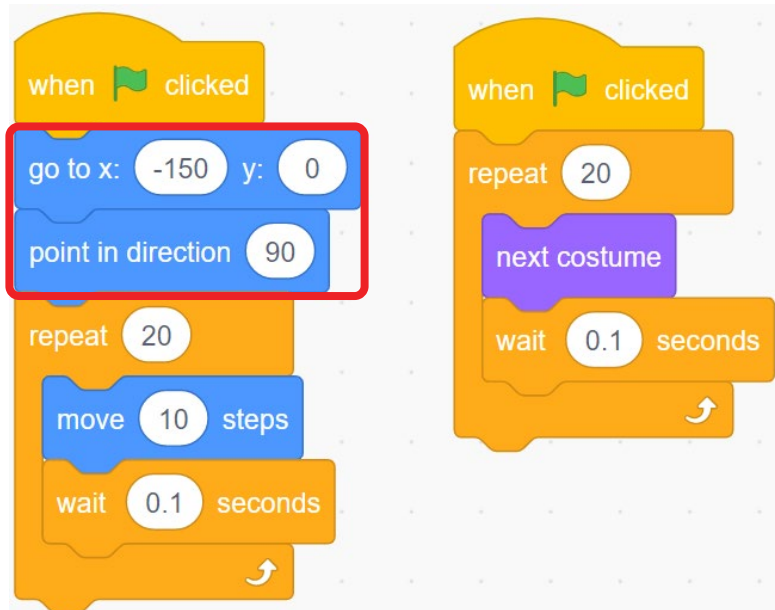 when clicked
go to x: -150 y: 0
point in direction 90
repeat 20
move 10 steps
wait 0.1 seconds
when clicked
repeat 20
next costume
wait 0.1 seconds